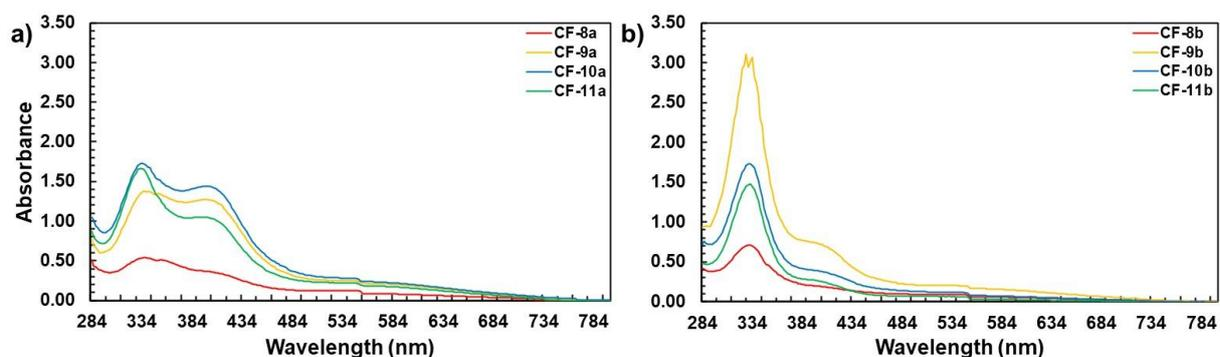 a)
Absorbance
3.50
3.00
2.50
2.00
1.50
1.00
0.50
0.00
CF-8a
CF-9a
CF-10a
CF-11a
284 334 384 434 484 534 584 634 684 734 784
Wavelength (nm)
b)
3.50
3.00
2.50
2.00
1.50
1.00
0.50
0.00
CF-8b
CF-9b
CF-10b
CF-11b
284 334 384 434 484 534 584 634 684 734 784
Wavelength (nm)